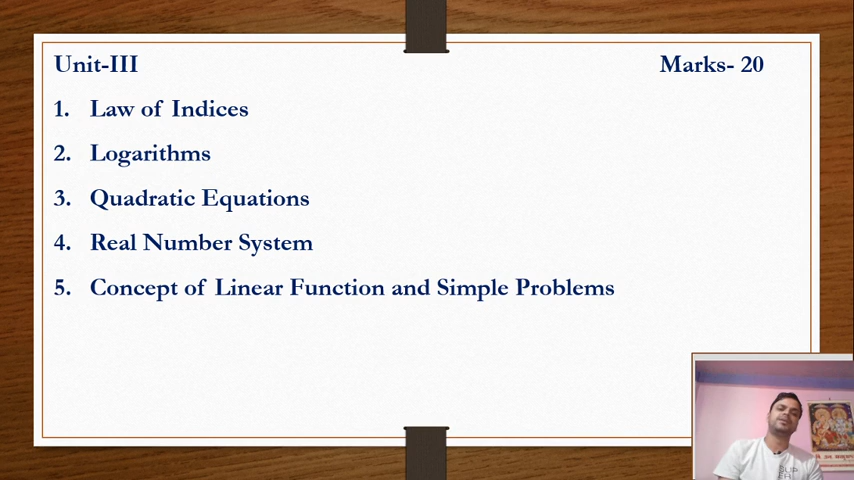 Unit-III Marks- 20
1. Law of Indices
2. Logarithms
3. Quadratic Equations
4. Real Number System
5. Concept of Linear Function and Simple Problems